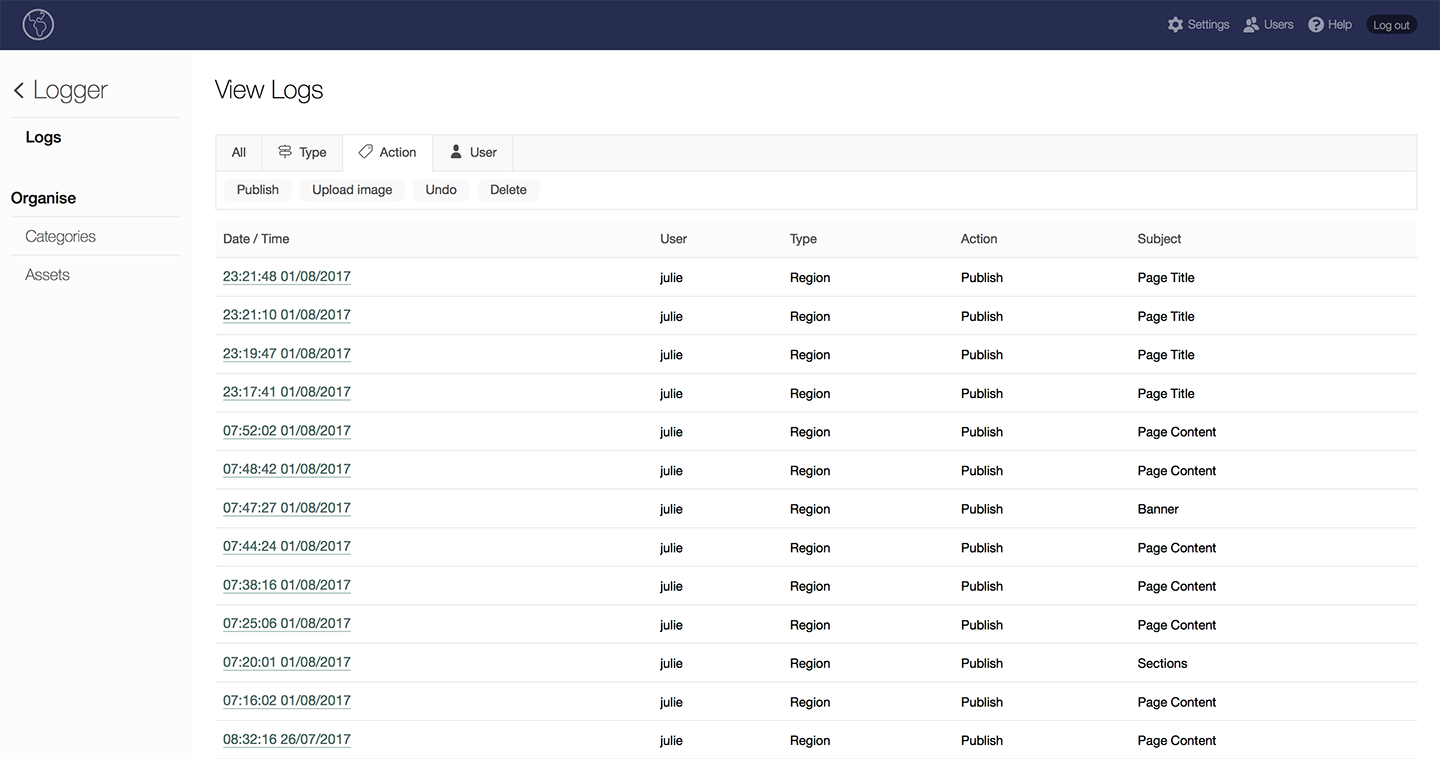 Settings Users Help Log out
Logger
Logs
Organise
Categories
Assets
View Logs
All Type Action User
Publish Upload image Undo Delete
Date / Time User Type Action Subject
23:21:48 01/08/2017 julie Region Publish Page Title
23:21:10 01/08/2017 julie Region Publish Page Title
23:19:47 01/08/2017 julie Region Publish Page Title
23:17:41 01/08/2017 julie Region Publish Page Title
07:52:02 01/08/2017 julie Region Publish Page Content
07:48:42 01/08/2017 julie Region Publish Page Content
07:47:27 01/08/2017 julie Region Publish Banner
07:44:24 01/08/2017 julie Region Publish Page Content
07:38:16 01/08/2017 julie Region Publish Page Content
07:25:06 01/08/2017 julie Region Publish Page Content
07:20:01 01/08/2017 julie Region Publish Sections
07:16:02 01/08/2017 julie Region Publish Page Content
08:32:16 26/07/2017 julie Region Publish Page Content